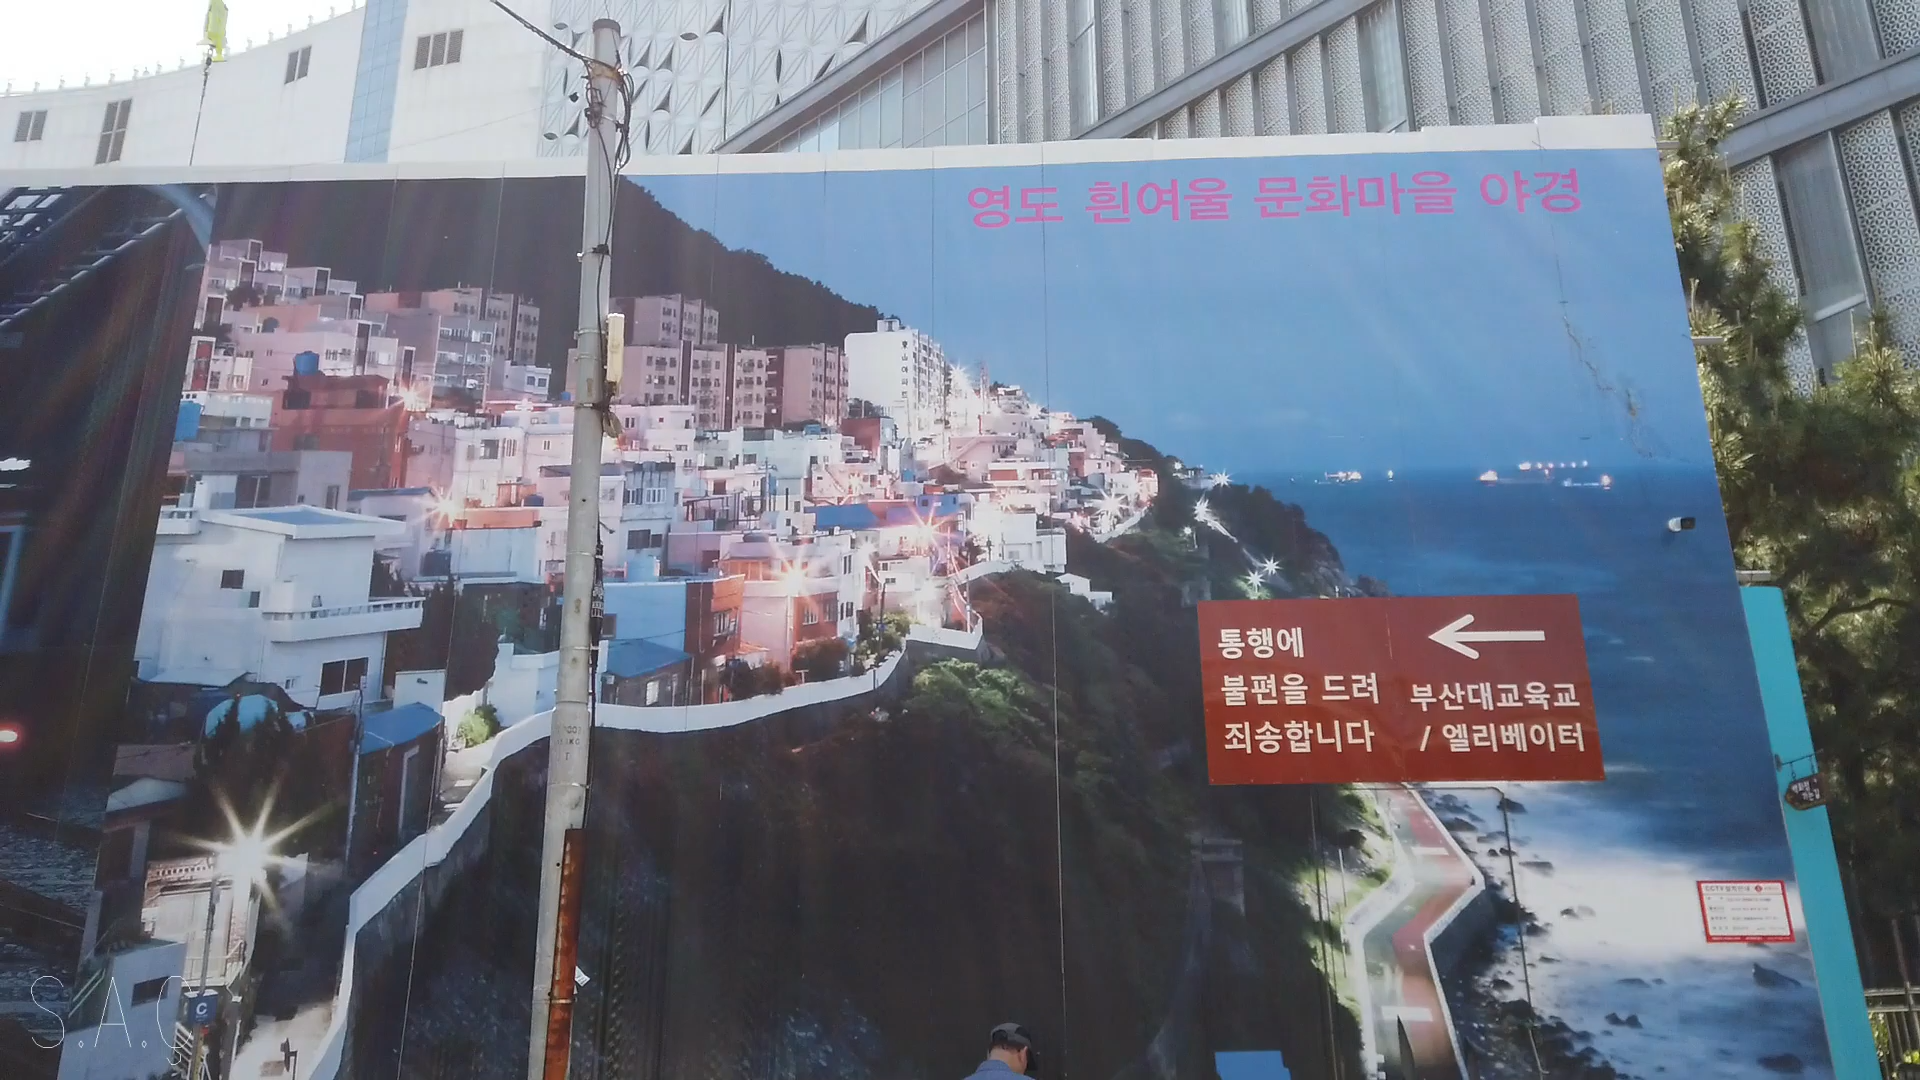 영도 흰여울 문화마을 야경
통행에
불편을 드려
죄송합니다
←
부산대교육교
/ 엘리베이터
CCTV
C
S.A.G